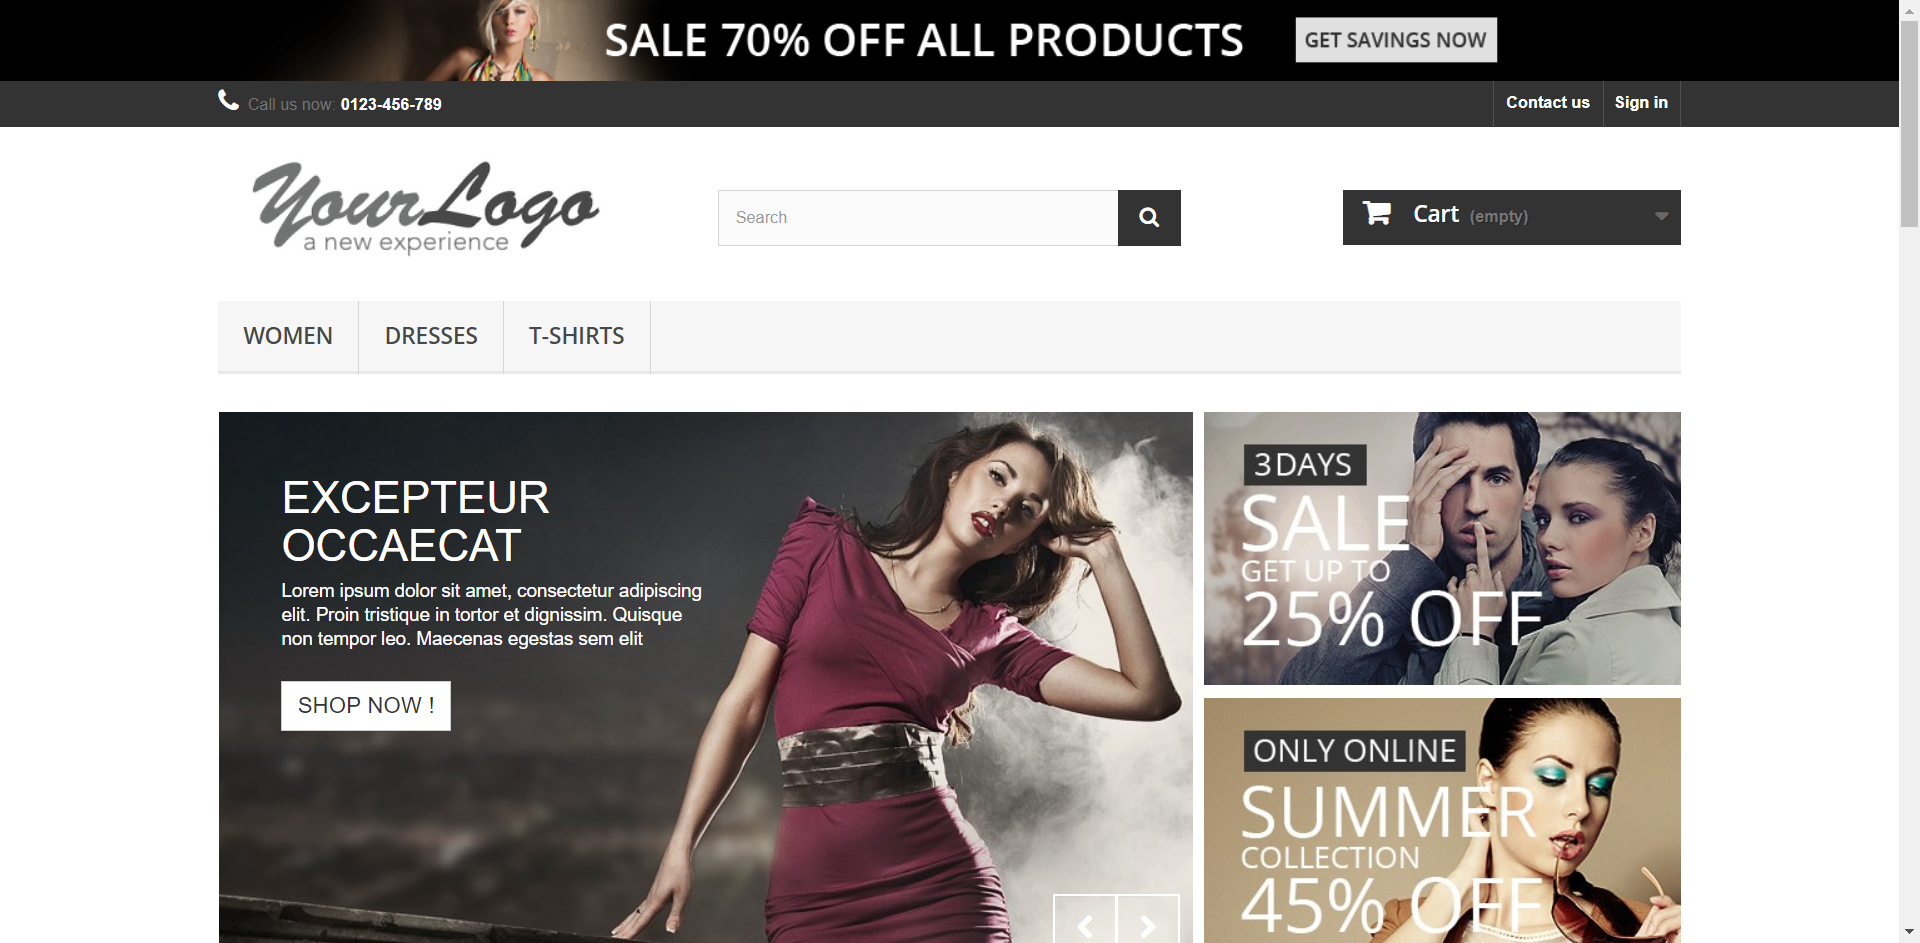 SALE 70% OFF ALL PRODUCTS
GET SAVINGS NOW
Call us now: 0123-456-789
Contact us
Sign in
YourLogo
a new experience
Search
Cart (empty)
WOMEN
DRESSES
T-SHIRTS
EXCEPTEUR
OCCAECAT
Lorem ipsum dolor sit amet, consectetur adipiscing
elit. Proin tristique in tortor et dignissim. Quisque
non tempor leo. Maecenas egestas sem elit
SHOP NOW !
3 DAYS
SALE
GET UP TO
25% OFF
ONLY ONLINE
SUMMER
COLLECTION
45% OFF